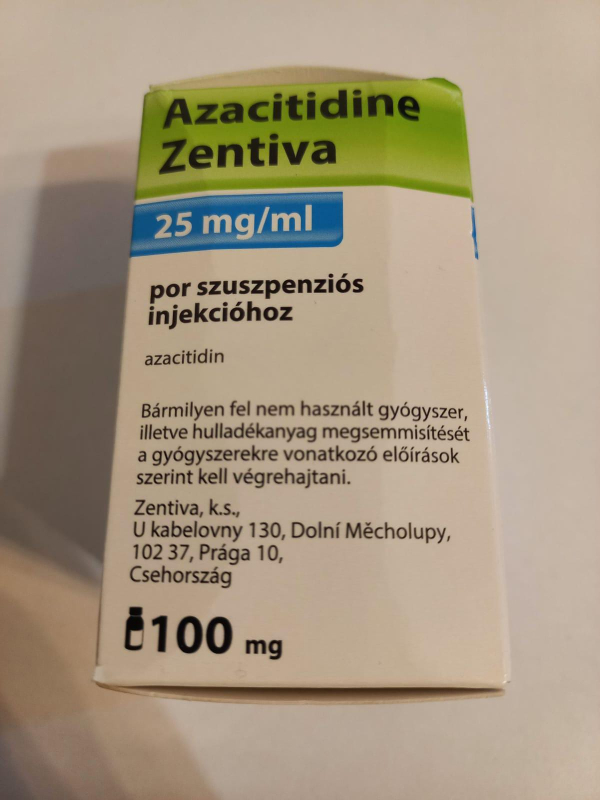 Azacitidine
Zentiva
25 mg/ml
por szuszpenziós
injekcióhoz
azacitidin
Bármilyen fel nem használt gyógyszer,
illetve hulladékanyag megsemmisítését
a gyógyszerekre vonatkozó előírások
szerint kell végrehajtani.
Zentiva, k.s.,
U kabelovny 130, Dolní Měcholupy,
102 37, Prága 10,
Csehország
100 mg